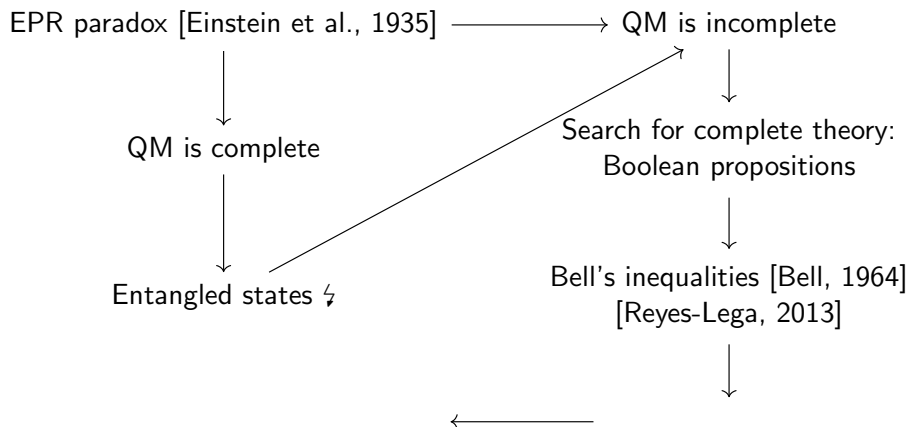 EPR paradox [Einstein et al., 1935]
QM is incomplete
QM is complete
Search for complete theory:
Boolean propositions
Entangled states ↯
Bell's inequalities [Bell, 1964]
[Reyes-Lega, 2013]